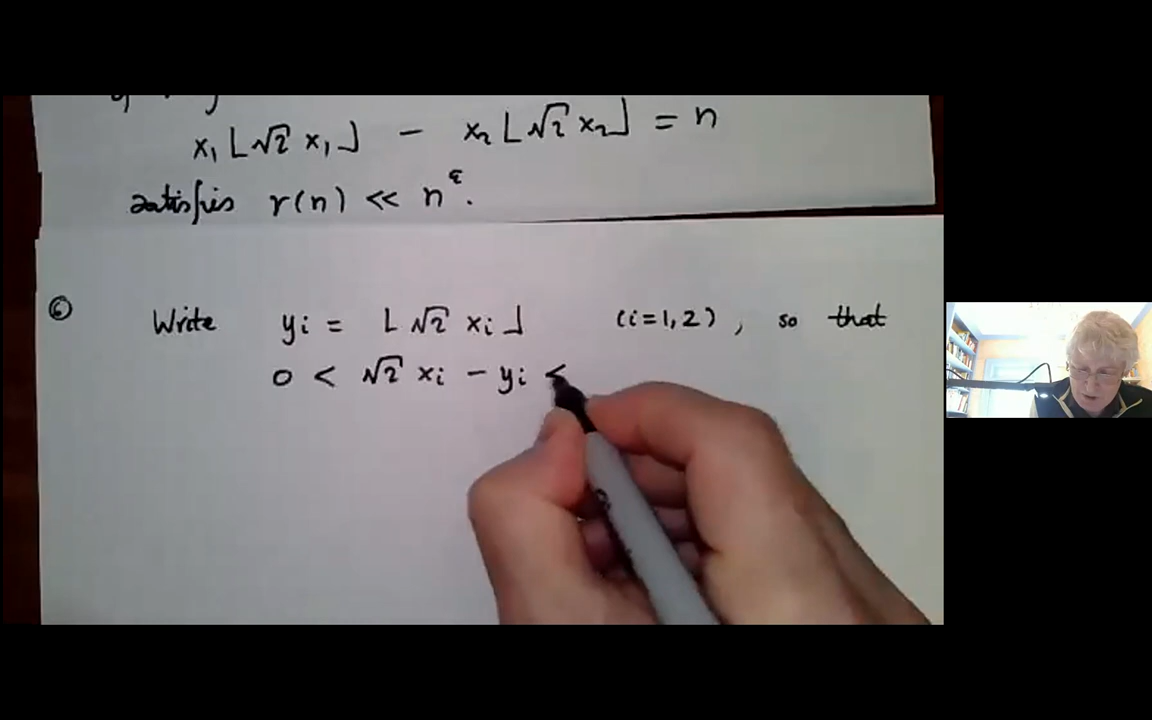 x₁ ⌊√2 x₁⌋ − x₂ ⌊√2 x₂⌋ = n
satisfies r(n) ≪ n^ε.
⑥ Write yi = ⌊√2 xi⌋ (i=1,2), so that
0 < √2 xi − yi <